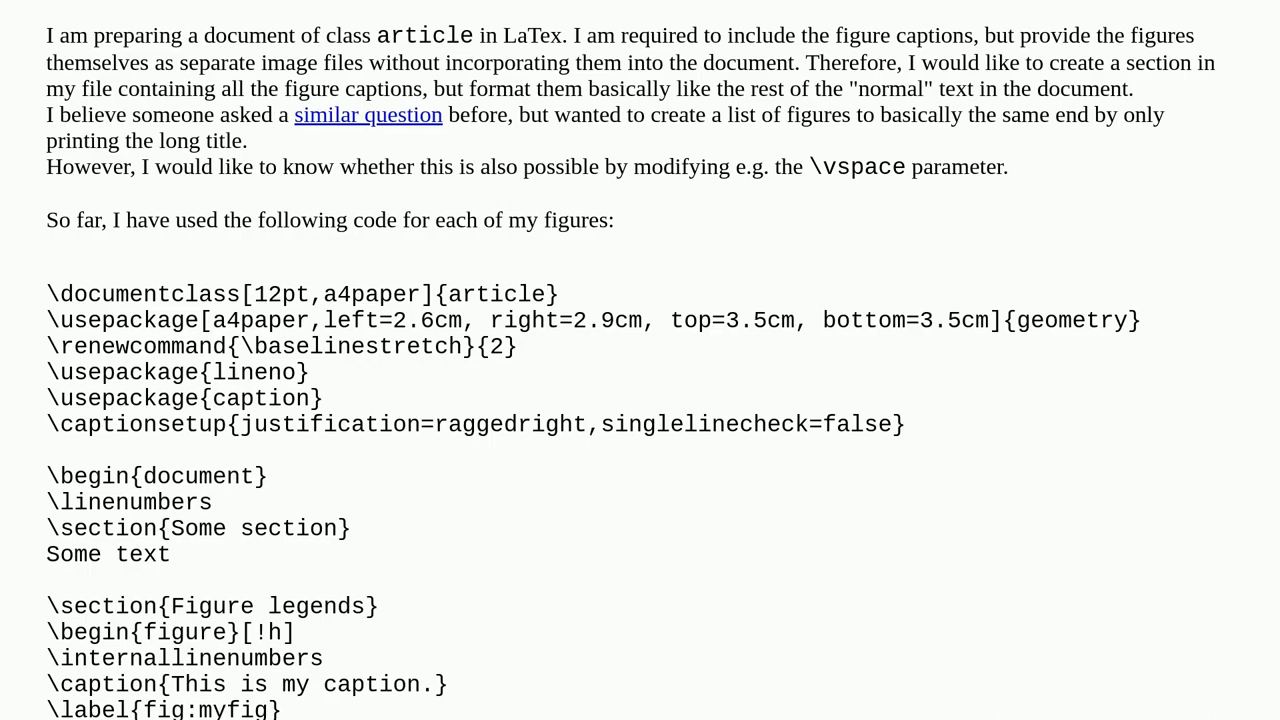 I am preparing a document of class article in LaTex. I am required to include the figure captions, but provide the figures
themselves as separate image files without incorporating them into the document. Therefore, I would like to create a section in
my file containing all the figure captions, but format them basically like the rest of the "normal" text in the document.
I believe someone asked a similar question before, but wanted to create a list of figures to basically the same end by only
printing the long title.
However, I would like to know whether this is also possible by modifying e.g. the \vspace parameter.
So far, I have used the following code for each of my figures:
\documentclass[12pt,a4paper]{article}
\usepackage[a4paper,left=2.6cm, right=2.9cm, top=3.5cm, bottom=3.5cm]{geometry}
\renewcommand{\baselinestretch}{2}
\usepackage{lineno}
\usepackage{caption}
\captionsetup{justification=raggedright,singlelinecheck=false}
\begin{document}
\linenumbers
\section{Some section}
Some text
\section{Figure legends}
\begin{figure}[!h]
\internallinenumbers
\caption{This is my caption.}
\label{fig:myfig}